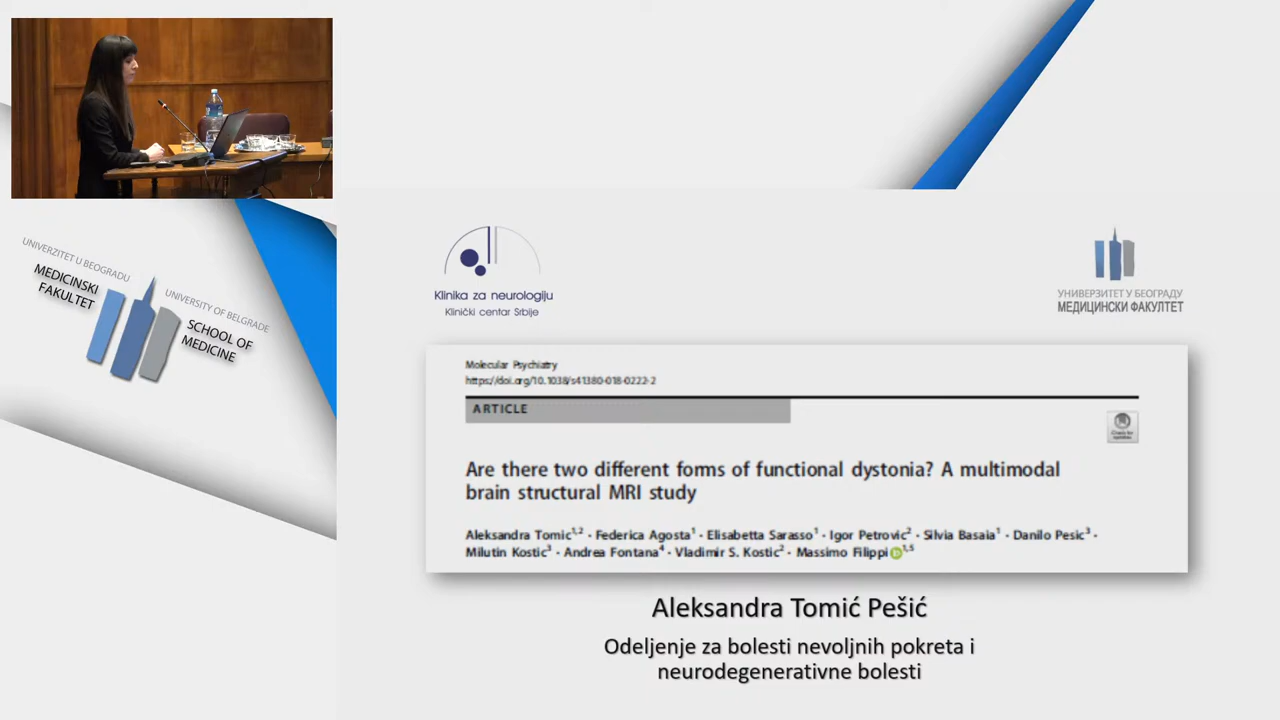 UNIVERZITET U BEOGRADU
MEDICINSKI
FAKULTET
UNIVERSITY OF BELGRADE
SCHOOL OF
MEDICINE
Klinika za neurologiju
Klinički centar Srbije
УНИВЕРЗИТЕТ У БЕОГРАДУ
МЕДИЦИНСКИ ФАКУЛТЕТ
Molecular Psychiatry
https://doi.org/10.1038/s41380-018-0222-2
ARTICLE
Are there two different forms of functional dystonia? A multimodal
brain structural MRI study
Aleksandra Tomic1,2 · Federica Agosta1 · Elisabetta Sarasso1 · Igor Petrovic2 · Silvia Basaia1 · Danilo Pesic3 ·
Milutin Kostic3 · Andrea Fontana4 · Vladimir S. Kostic2 · Massimo Filippi iD 1,5
Aleksandra Tomić Pešić
Odeljenje za bolesti nevoljnih pokreta i
neurodegenerativne bolesti